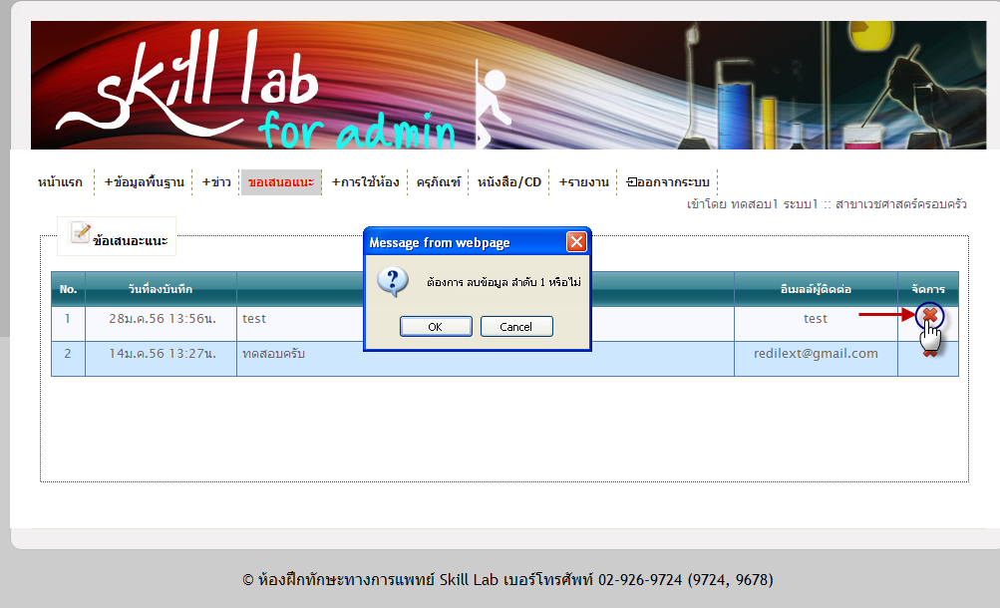 skill lab
for admin
หน้าแรก +ข้อมูลพื้นฐาน +ข่าว ขอเสนอแนะ +การใช้ห้อง ครุภัณฑ์ หนังสือ/CD +รายงาน ออกจากระบบ
เข้าโดย ทดสอบ1 ระบบ1 :: สาขาเวชศาสตร์ครอบครัว
ข้อเสนอะแนะ
Message from webpage
ต้องการ ลบข้อมูล ลำดับ 1 หรือไม่
OK Cancel
No. วันที่ลงบันทึก อีเมลล์ผู้ติดต่อ จัดการ
1 28ม.ค.56 13:56น. test test
2 14ม.ค.56 13:27น. ทดสอบครับ redilext@gmail.com
© ห้องฝึกทักษะทางการแพทย์ Skill Lab เบอร์โทรศัพท์ 02-926-9724 (9724, 9678)